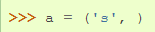 >>> a = ('s', )